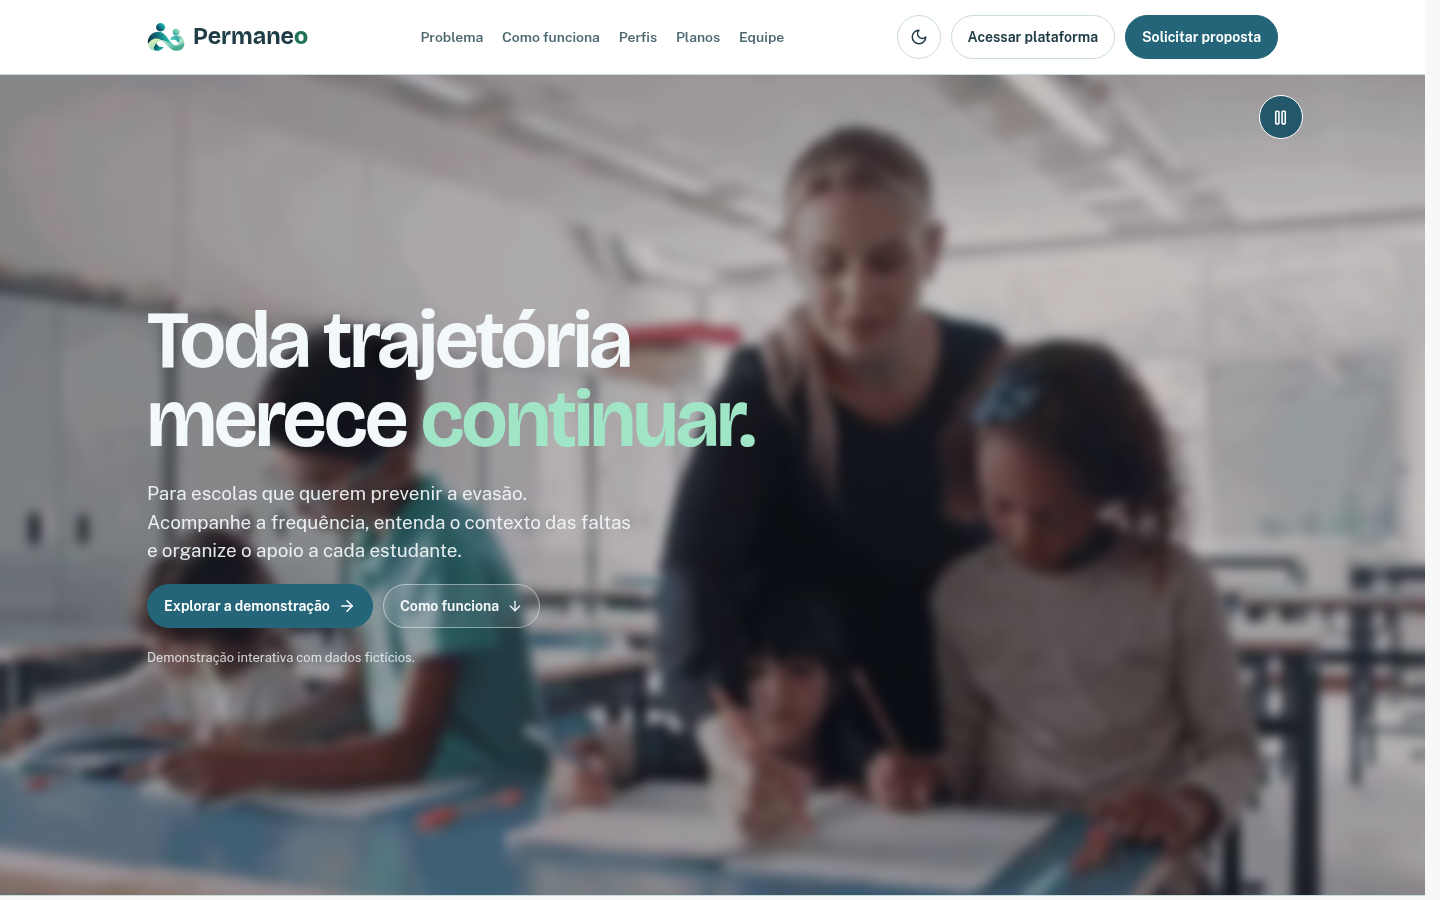 Permaneo
Problema
Como funciona
Perfis
Planos
Equipe
Acessar plataforma
Solicitar proposta
Toda trajetória
merece continuar.
Para escolas que querem prevenir a evasão.
Acompanhe a frequência, entenda o contexto das faltas
e organize o apoio a cada estudante.
Explorar a demonstração
Como funciona
Demonstração interativa com dados fictícios.